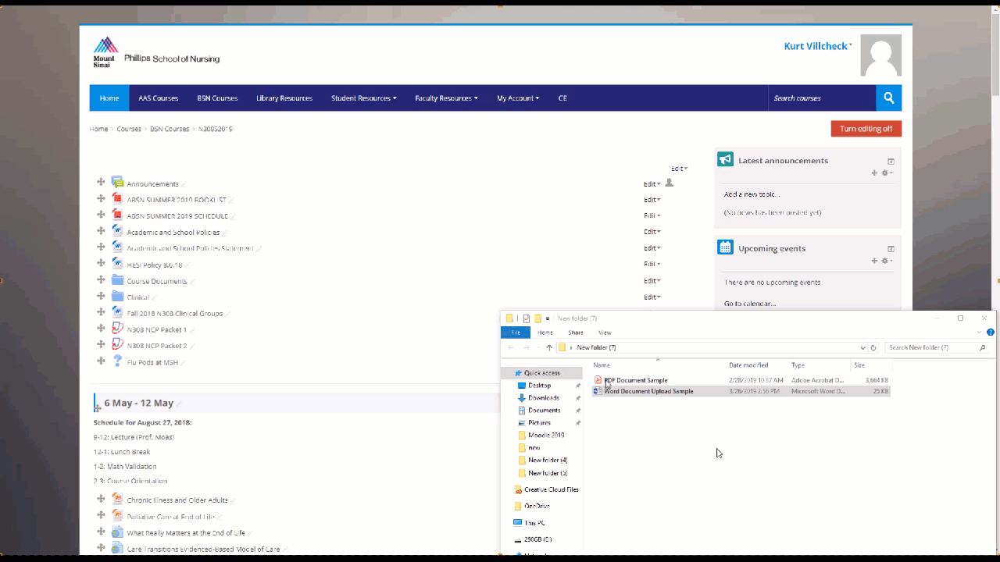 Mount Sinai
Phillips School of Nursing
Kurt Villcheck
Home AAS Courses BSN Courses Library Resources Student Resources Faculty Resources My Account CE Search courses
Home › Courses › BSN Courses › N308S2019
Turn editing off
Edit
Announcements Edit
ABSN SUMMER 2019 BOOKLIST Edit
ABSN SUMMER 2019 SCHEDULE Edit
Academic and School Policies Edit
Academic and School Policies Statement Edit
HESI Policy 8.6.18 Edit
Course Documents Edit
Clinical Edit
Fall 2018 N308 Clinical Groups
N308 NCP Packet 1
N308 NCP Packet 2
Flu Pods at MSH
6 May - 12 May
Schedule for August 27, 2018:
9-12: Lecture (Prof. Moas)
12-1: Lunch Break
1-2: Math Validation
2-3: Course Orientation
Chronic Illness and Older Adults
Palliative Care at End of Life
What Really Matters at the End of Life
Care Transitions Evidenced-Based Model of Care
Latest announcements
Add a new topic...
(No news has been posted yet)
Upcoming events
There are no upcoming events
Go to calendar...
New folder (7)
File Home Share View
New folder (7) Search New folder (7)
Name Date modified Type Size
PDF Document Sample 2/28/2019 10:37 AM Adobe Acrobat D... 3,664 KB
Word Document Upload Sample 3/26/2019 2:56 PM Microsoft Word D... 25 KB
Quick access
Desktop
Downloads
Documents
Pictures
Moodle 2019
new
New folder (4)
New folder (5)
Creative Cloud Files
OneDrive
This PC
250GB (E:)